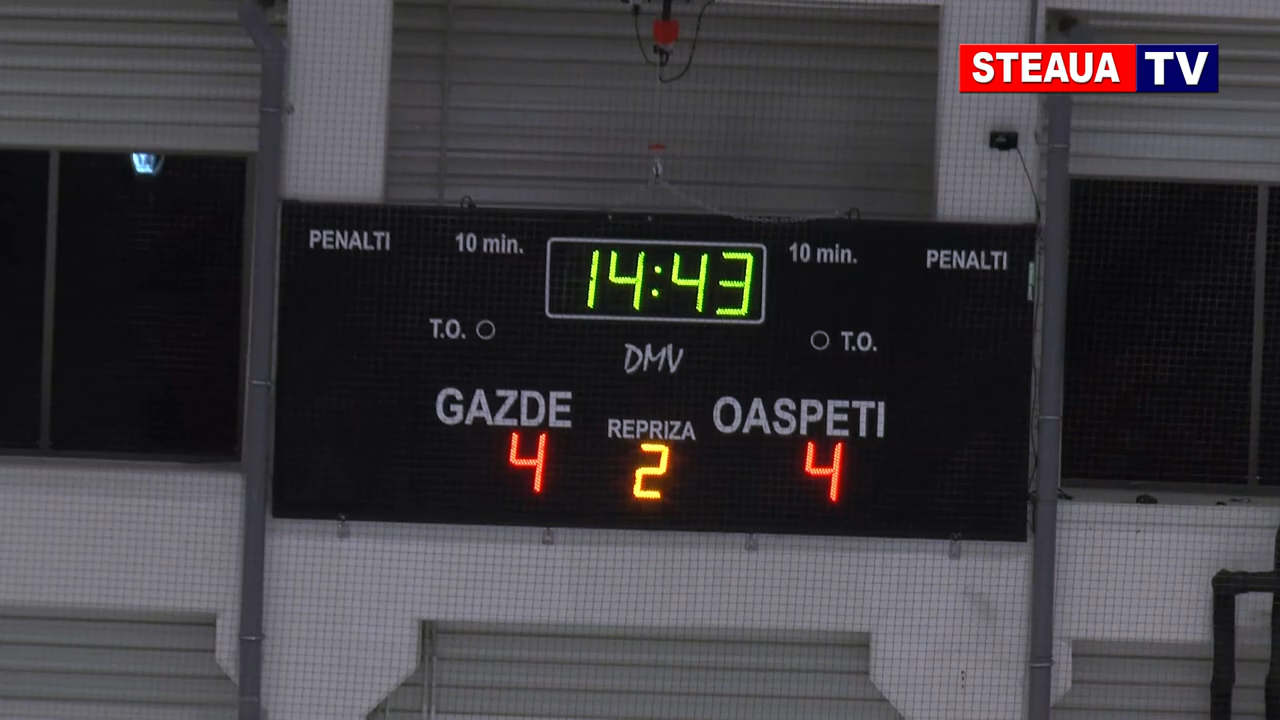 STEAUA TV
PENALTI 10 min. 14:43 10 min. PENALTI
T.O. T.O.
DMV
GAZDE REPRIZA OASPETI
4 2 4